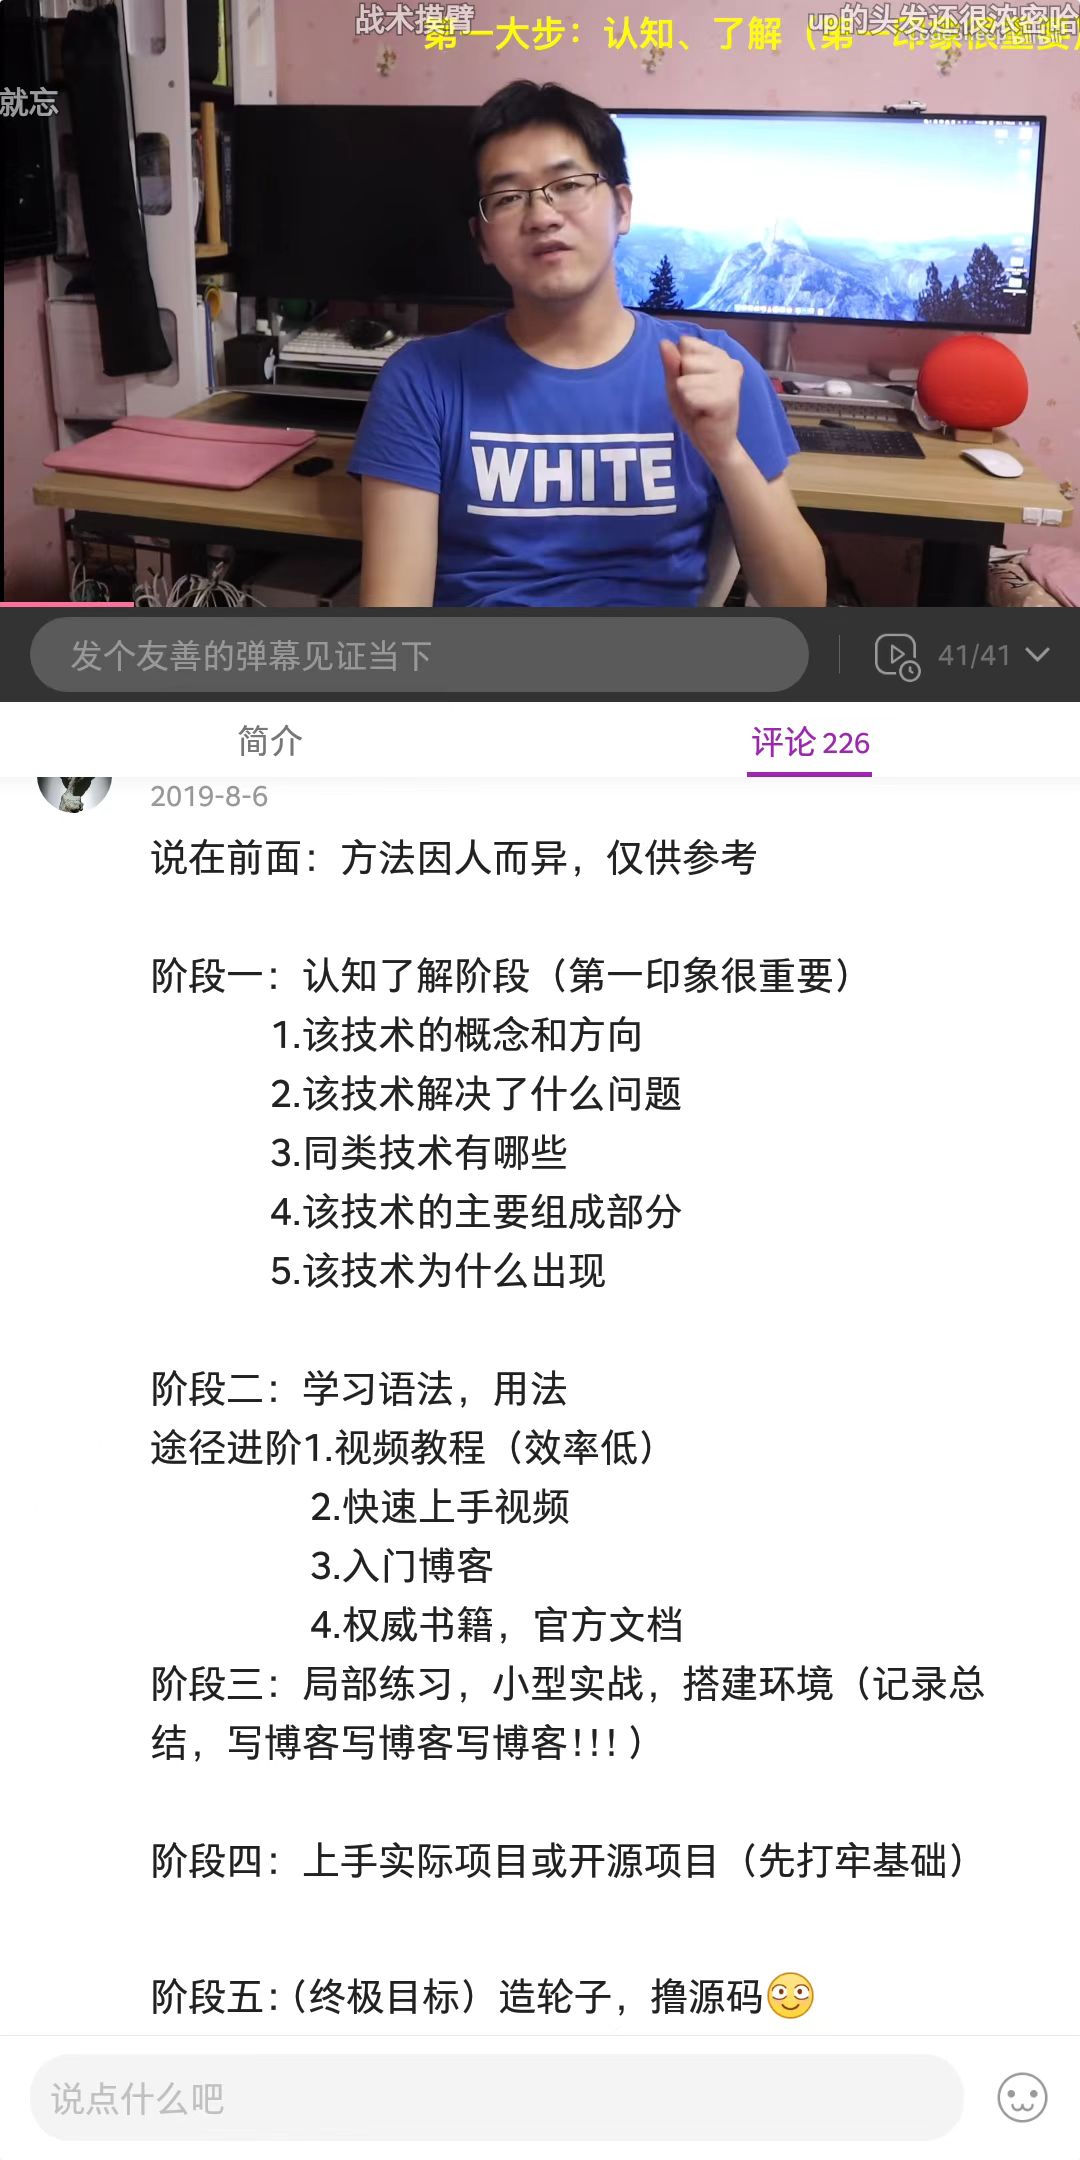 战术摸臂
up的头发还很浓密哈
第一大步：认知、了解（第一印象很重要
就忘
WHITE
发个友善的弹幕见证当下
41/41
简介
评论 226
2019-8-6
说在前面：方法因人而异，仅供参考
阶段一：认知了解阶段（第一印象很重要）
1.该技术的概念和方向
2.该技术解决了什么问题
3.同类技术有哪些
4.该技术的主要组成部分
5.该技术为什么出现
阶段二：学习语法，用法
途径进阶1.视频教程（效率低）
2.快速上手视频
3.入门博客
4.权威书籍，官方文档
阶段三：局部练习，小型实战，搭建环境（记录总
结，写博客写博客写博客!!!）
阶段四：上手实际项目或开源项目（先打牢基础）
阶段五:（终极目标）造轮子，撸源码
说点什么吧